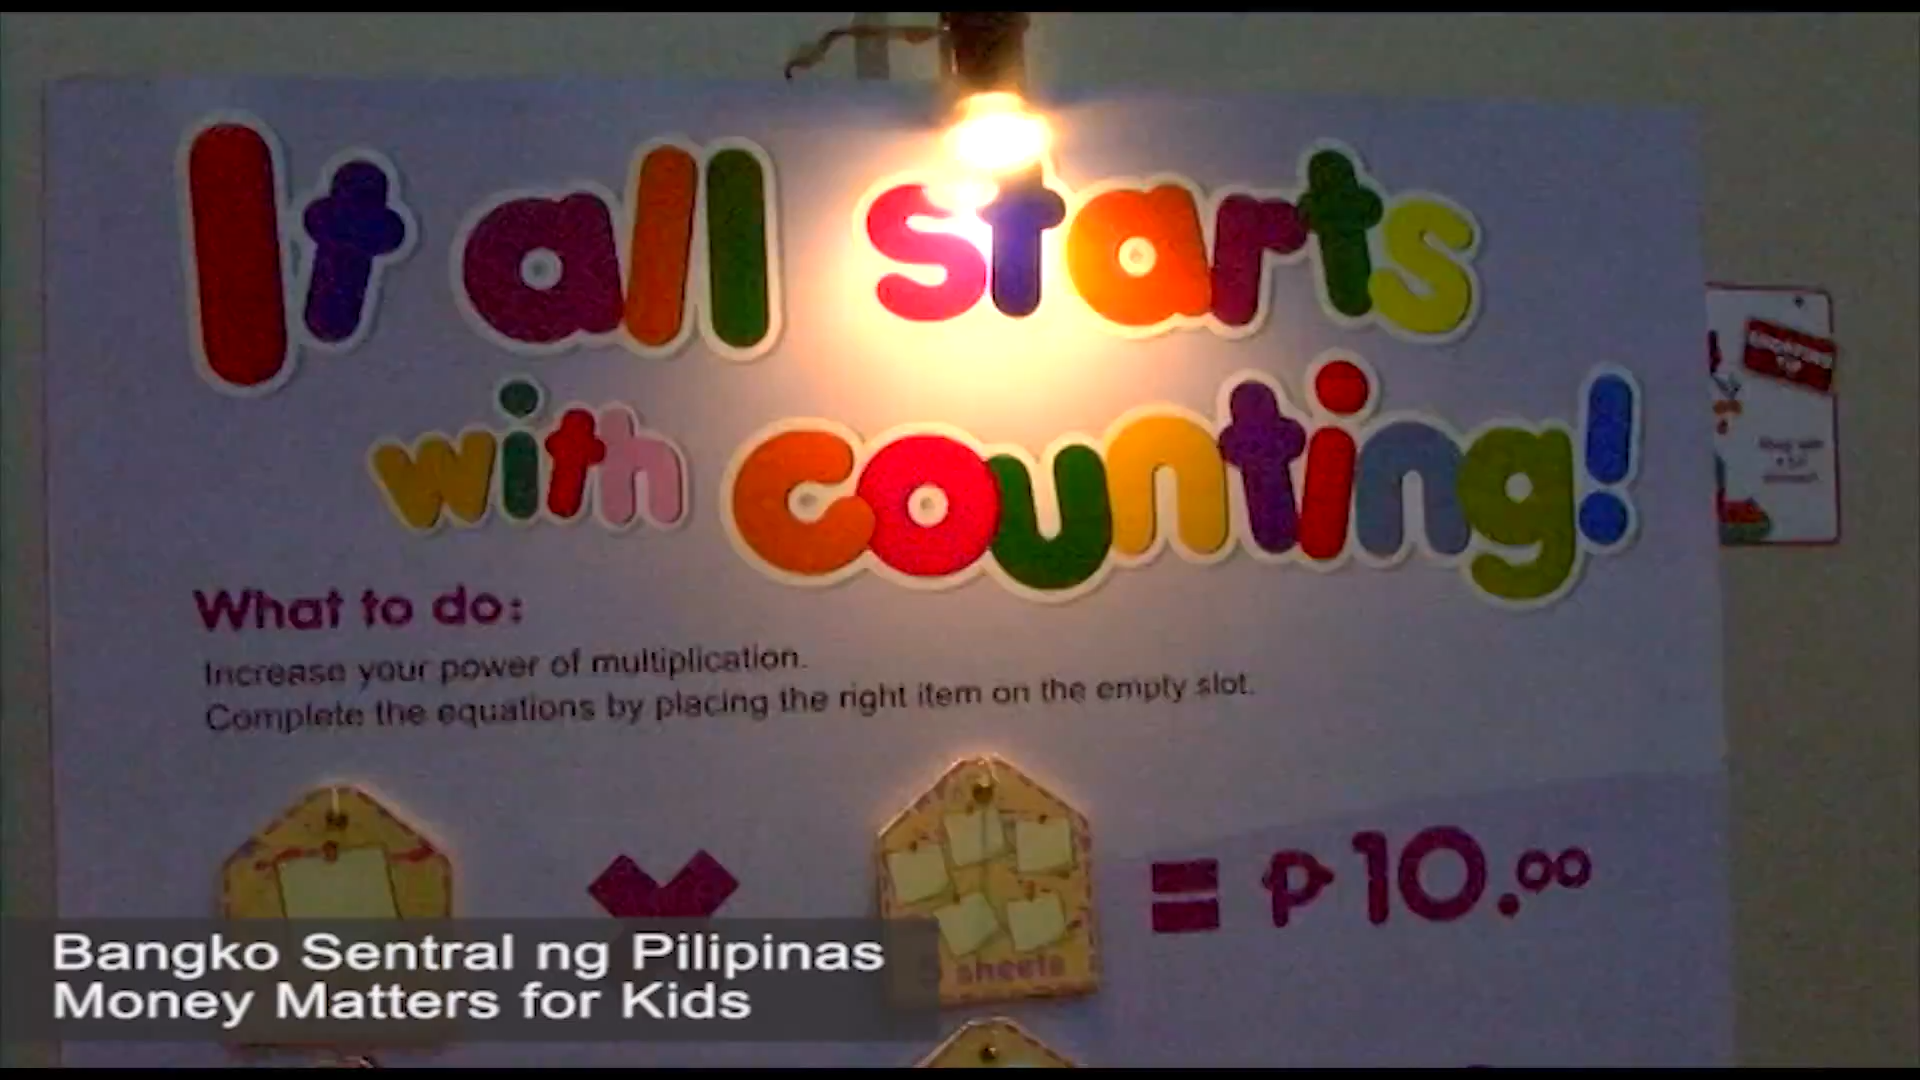 It all starts
with counting!
What to do:
Increase your power of multiplication.
Complete the equations by placing the right item on the empty slot.
= ₱10.00
5 sheets
Bangko Sentral ng Pilipinas
Money Matters for Kids